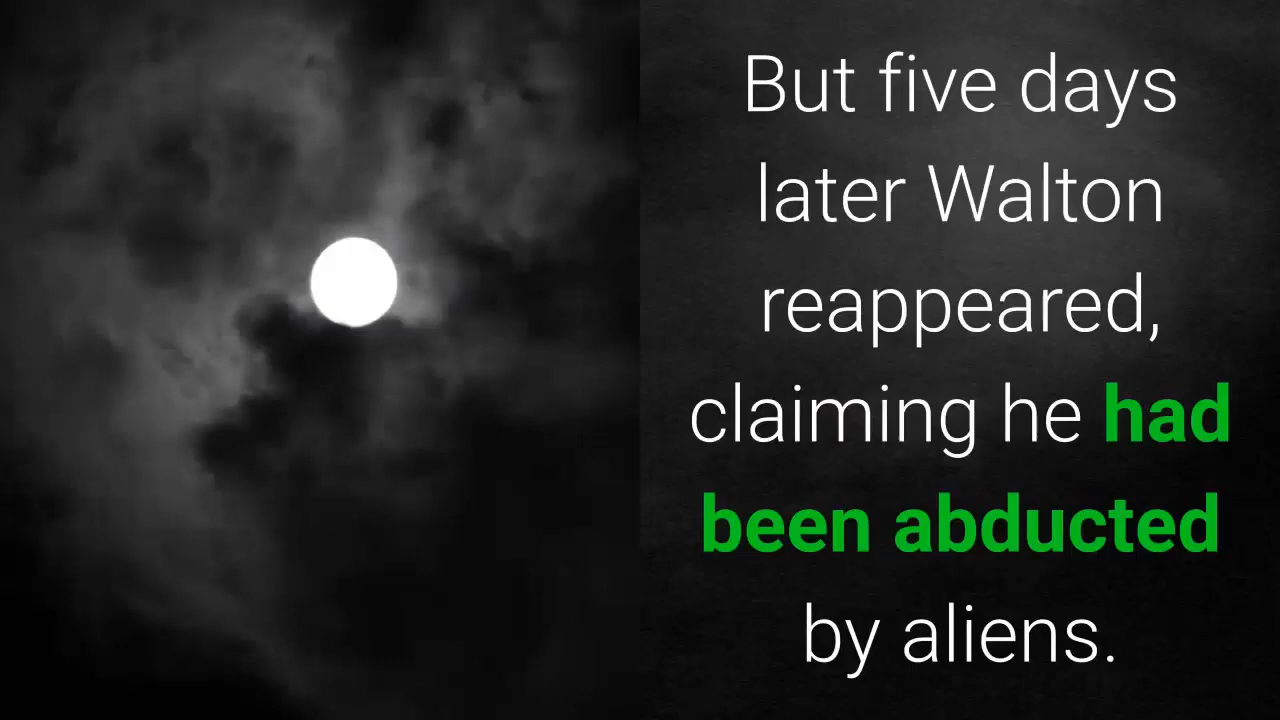 But five days
later Walton
reappeared,
claiming he had
been abducted
by aliens.